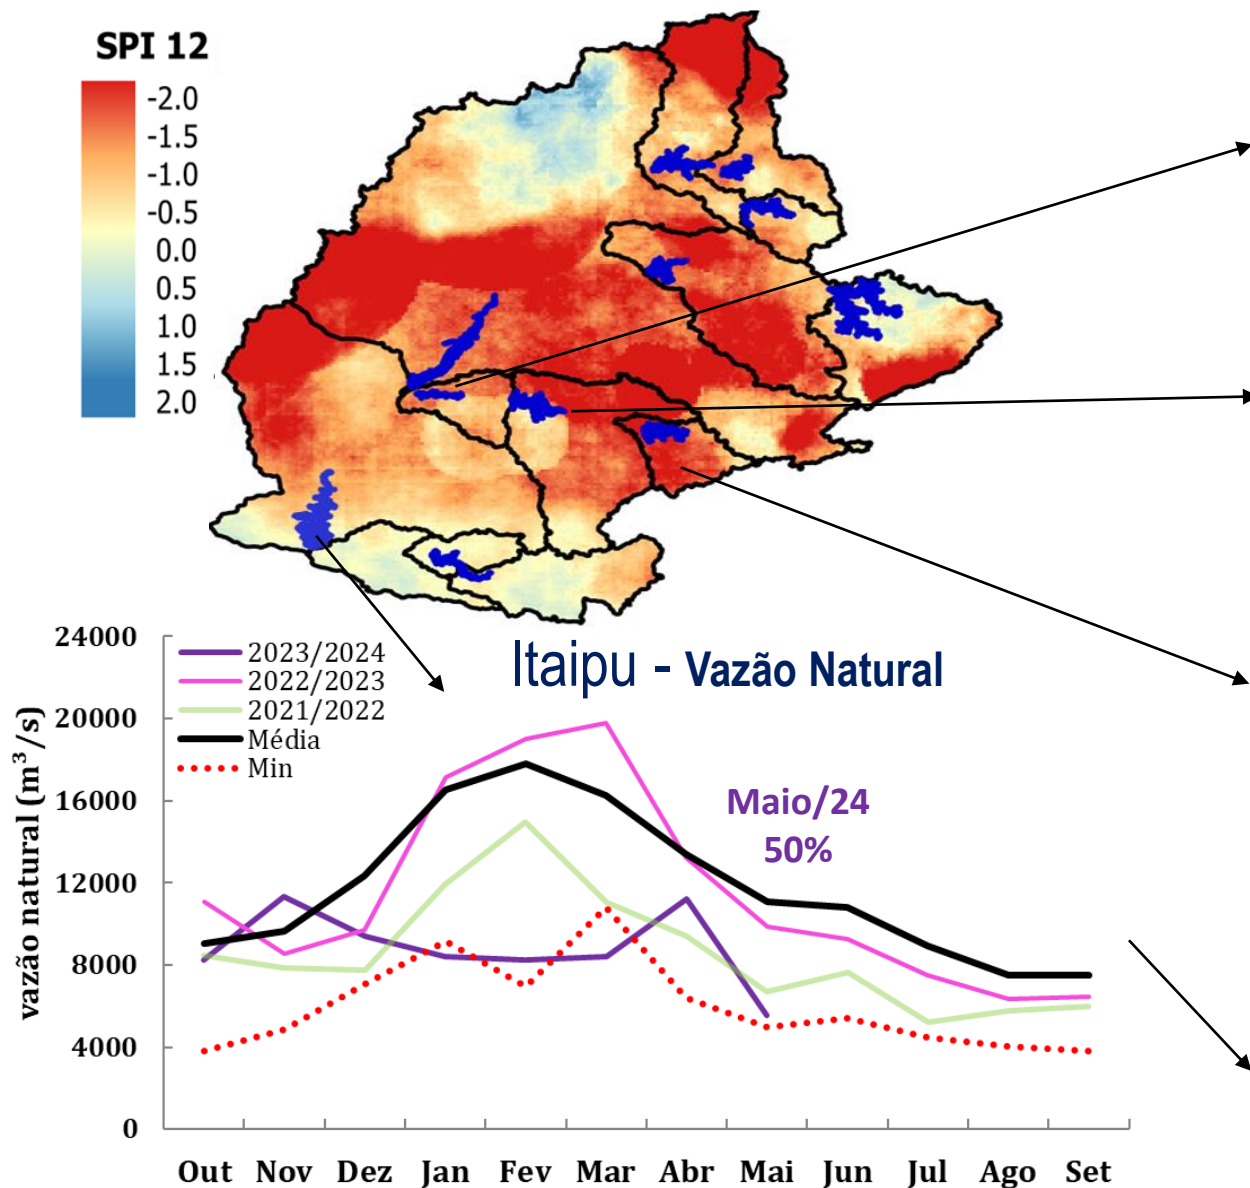 SPI 12
-2.0
-1.5
-1.0
-0.5
0.0
0.5
1.0
1.5
2.0
Itaipu - Vazão Natural
2023/2024
2022/2023
2021/2022
Média
Min
Maio/24
50%
vazão natural (m³/s)
24000
20000
16000
12000
8000
4000
0
Out Nov Dez Jan Fev Mar Abr Mai Jun Jul Ago Set